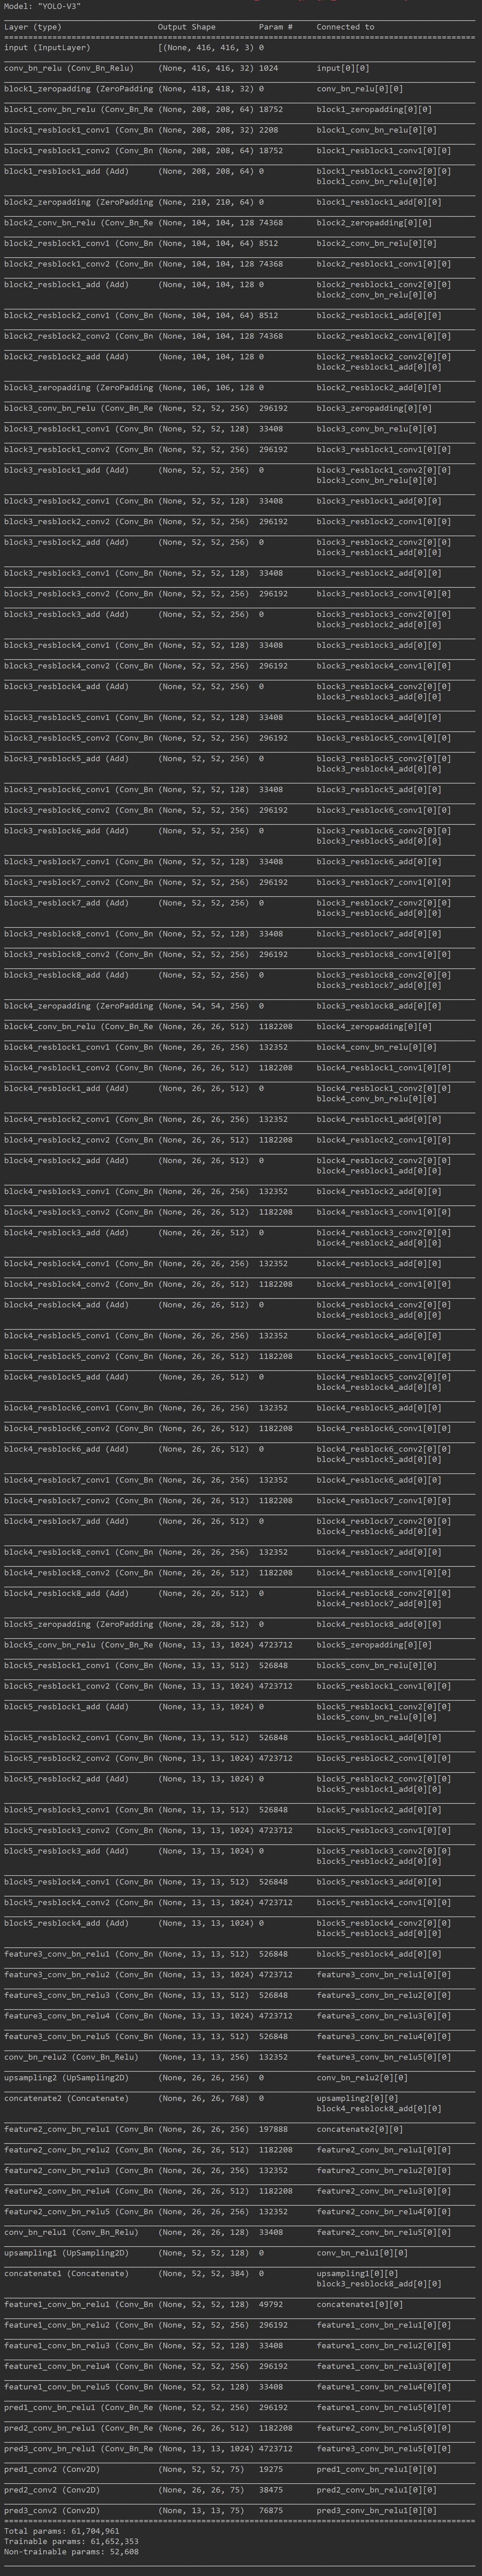 Model: "YOLO-V3"
Layer (type) Output Shape Param # Connected to
input (InputLayer) [(None, 416, 416, 3) 0
conv_bn_relu (Conv_Bn_Relu) (None, 416, 416, 32) 1024 input[0][0]
block1_zeropadding (ZeroPadding (None, 418, 418, 32) 0 conv_bn_relu[0][0]
block1_conv_bn_relu (Conv_Bn_Re (None, 208, 208, 64) 18752 block1_zeropadding[0][0]
block1_resblock1_conv1 (Conv_Bn (None, 208, 208, 32) 2208 block1_conv_bn_relu[0][0]
block1_resblock1_conv2 (Conv_Bn (None, 208, 208, 64) 18752 block1_resblock1_conv1[0][0]
block1_resblock1_add (Add) (None, 208, 208, 64) 0 block1_resblock1_conv2[0][0]
block1_conv_bn_relu[0][0]
block2_zeropadding (ZeroPadding (None, 210, 210, 64) 0 block1_resblock1_add[0][0]
block2_conv_bn_relu (Conv_Bn_Re (None, 104, 104, 128 74368 block2_zeropadding[0][0]
block2_resblock1_conv1 (Conv_Bn (None, 104, 104, 64) 8512 block2_conv_bn_relu[0][0]
block2_resblock1_conv2 (Conv_Bn (None, 104, 104, 128 74368 block2_resblock1_conv1[0][0]
block2_resblock1_add (Add) (None, 104, 104, 128 0 block2_resblock1_conv2[0][0]
block2_conv_bn_relu[0][0]
block2_resblock2_conv1 (Conv_Bn (None, 104, 104, 64) 8512 block2_resblock1_add[0][0]
block2_resblock2_conv2 (Conv_Bn (None, 104, 104, 128 74368 block2_resblock2_conv1[0][0]
block2_resblock2_add (Add) (None, 104, 104, 128 0 block2_resblock2_conv2[0][0]
block2_resblock1_add[0][0]
block3_zeropadding (ZeroPadding (None, 106, 106, 128 0 block2_resblock2_add[0][0]
block3_conv_bn_relu (Conv_Bn_Re (None, 52, 52, 256) 296192 block3_zeropadding[0][0]
block3_resblock1_conv1 (Conv_Bn (None, 52, 52, 128) 33408 block3_conv_bn_relu[0][0]
block3_resblock1_conv2 (Conv_Bn (None, 52, 52, 256) 296192 block3_resblock1_conv1[0][0]
block3_resblock1_add (Add) (None, 52, 52, 256) 0 block3_resblock1_conv2[0][0]
block3_conv_bn_relu[0][0]
block3_resblock2_conv1 (Conv_Bn (None, 52, 52, 128) 33408 block3_resblock1_add[0][0]
block3_resblock2_conv2 (Conv_Bn (None, 52, 52, 256) 296192 block3_resblock2_conv1[0][0]
block3_resblock2_add (Add) (None, 52, 52, 256) 0 block3_resblock2_conv2[0][0]
block3_resblock1_add[0][0]
block3_resblock3_conv1 (Conv_Bn (None, 52, 52, 128) 33408 block3_resblock2_add[0][0]
block3_resblock3_conv2 (Conv_Bn (None, 52, 52, 256) 296192 block3_resblock3_conv1[0][0]
block3_resblock3_add (Add) (None, 52, 52, 256) 0 block3_resblock3_conv2[0][0]
block3_resblock2_add[0][0]
block3_resblock4_conv1 (Conv_Bn (None, 52, 52, 128) 33408 block3_resblock3_add[0][0]
block3_resblock4_conv2 (Conv_Bn (None, 52, 52, 256) 296192 block3_resblock4_conv1[0][0]
block3_resblock4_add (Add) (None, 52, 52, 256) 0 block3_resblock4_conv2[0][0]
block3_resblock3_add[0][0]
block3_resblock5_conv1 (Conv_Bn (None, 52, 52, 128) 33408 block3_resblock4_add[0][0]
block3_resblock5_conv2 (Conv_Bn (None, 52, 52, 256) 296192 block3_resblock5_conv1[0][0]
block3_resblock5_add (Add) (None, 52, 52, 256) 0 block3_resblock5_conv2[0][0]
block3_resblock4_add[0][0]
block3_resblock6_conv1 (Conv_Bn (None, 52, 52, 128) 33408 block3_resblock5_add[0][0]
block3_resblock6_conv2 (Conv_Bn (None, 52, 52, 256) 296192 block3_resblock6_conv1[0][0]
block3_resblock6_add (Add) (None, 52, 52, 256) 0 block3_resblock6_conv2[0][0]
block3_resblock5_add[0][0]
block3_resblock7_conv1 (Conv_Bn (None, 52, 52, 128) 33408 block3_resblock6_add[0][0]
block3_resblock7_conv2 (Conv_Bn (None, 52, 52, 256) 296192 block3_resblock7_conv1[0][0]
block3_resblock7_add (Add) (None, 52, 52, 256) 0 block3_resblock7_conv2[0][0]
block3_resblock6_add[0][0]
block3_resblock8_conv1 (Conv_Bn (None, 52, 52, 128) 33408 block3_resblock7_add[0][0]
block3_resblock8_conv2 (Conv_Bn (None, 52, 52, 256) 296192 block3_resblock8_conv1[0][0]
block3_resblock8_add (Add) (None, 52, 52, 256) 0 block3_resblock8_conv2[0][0]
block3_resblock7_add[0][0]
block4_zeropadding (ZeroPadding (None, 54, 54, 256) 0 block3_resblock8_add[0][0]
block4_conv_bn_relu (Conv_Bn_Re (None, 26, 26, 512) 1182208 block4_zeropadding[0][0]
block4_resblock1_conv1 (Conv_Bn (None, 26, 26, 256) 132352 block4_conv_bn_relu[0][0]
block4_resblock1_conv2 (Conv_Bn (None, 26, 26, 512) 1182208 block4_resblock1_conv1[0][0]
block4_resblock1_add (Add) (None, 26, 26, 512) 0 block4_resblock1_conv2[0][0]
block4_conv_bn_relu[0][0]
block4_resblock2_conv1 (Conv_Bn (None, 26, 26, 256) 132352 block4_resblock1_add[0][0]
block4_resblock2_conv2 (Conv_Bn (None, 26, 26, 512) 1182208 block4_resblock2_conv1[0][0]
block4_resblock2_add (Add) (None, 26, 26, 512) 0 block4_resblock2_conv2[0][0]
block4_resblock1_add[0][0]
block4_resblock3_conv1 (Conv_Bn (None, 26, 26, 256) 132352 block4_resblock2_add[0][0]
block4_resblock3_conv2 (Conv_Bn (None, 26, 26, 512) 1182208 block4_resblock3_conv1[0][0]
block4_resblock3_add (Add) (None, 26, 26, 512) 0 block4_resblock3_conv2[0][0]
block4_resblock2_add[0][0]
block4_resblock4_conv1 (Conv_Bn (None, 26, 26, 256) 132352 block4_resblock3_add[0][0]
block4_resblock4_conv2 (Conv_Bn (None, 26, 26, 512) 1182208 block4_resblock4_conv1[0][0]
block4_resblock4_add (Add) (None, 26, 26, 512) 0 block4_resblock4_conv2[0][0]
block4_resblock3_add[0][0]
block4_resblock5_conv1 (Conv_Bn (None, 26, 26, 256) 132352 block4_resblock4_add[0][0]
block4_resblock5_conv2 (Conv_Bn (None, 26, 26, 512) 1182208 block4_resblock5_conv1[0][0]
block4_resblock5_add (Add) (None, 26, 26, 512) 0 block4_resblock5_conv2[0][0]
block4_resblock4_add[0][0]
block4_resblock6_conv1 (Conv_Bn (None, 26, 26, 256) 132352 block4_resblock5_add[0][0]
block4_resblock6_conv2 (Conv_Bn (None, 26, 26, 512) 1182208 block4_resblock6_conv1[0][0]
block4_resblock6_add (Add) (None, 26, 26, 512) 0 block4_resblock6_conv2[0][0]
block4_resblock5_add[0][0]
block4_resblock7_conv1 (Conv_Bn (None, 26, 26, 256) 132352 block4_resblock6_add[0][0]
block4_resblock7_conv2 (Conv_Bn (None, 26, 26, 512) 1182208 block4_resblock7_conv1[0][0]
block4_resblock7_add (Add) (None, 26, 26, 512) 0 block4_resblock7_conv2[0][0]
block4_resblock6_add[0][0]
block4_resblock8_conv1 (Conv_Bn (None, 26, 26, 256) 132352 block4_resblock7_add[0][0]
block4_resblock8_conv2 (Conv_Bn (None, 26, 26, 512) 1182208 block4_resblock8_conv1[0][0]
block4_resblock8_add (Add) (None, 26, 26, 512) 0 block4_resblock8_conv2[0][0]
block4_resblock7_add[0][0]
block5_zeropadding (ZeroPadding (None, 28, 28, 512) 0 block4_resblock8_add[0][0]
block5_conv_bn_relu (Conv_Bn_Re (None, 13, 13, 1024) 4723712 block5_zeropadding[0][0]
block5_resblock1_conv1 (Conv_Bn (None, 13, 13, 512) 526848 block5_conv_bn_relu[0][0]
block5_resblock1_conv2 (Conv_Bn (None, 13, 13, 1024) 4723712 block5_resblock1_conv1[0][0]
block5_resblock1_add (Add) (None, 13, 13, 1024) 0 block5_resblock1_conv2[0][0]
block5_conv_bn_relu[0][0]
block5_resblock2_conv1 (Conv_Bn (None, 13, 13, 512) 526848 block5_resblock1_add[0][0]
block5_resblock2_conv2 (Conv_Bn (None, 13, 13, 1024) 4723712 block5_resblock2_conv1[0][0]
block5_resblock2_add (Add) (None, 13, 13, 1024) 0 block5_resblock2_conv2[0][0]
block5_resblock1_add[0][0]
block5_resblock3_conv1 (Conv_Bn (None, 13, 13, 512) 526848 block5_resblock2_add[0][0]
block5_resblock3_conv2 (Conv_Bn (None, 13, 13, 1024) 4723712 block5_resblock3_conv1[0][0]
block5_resblock3_add (Add) (None, 13, 13, 1024) 0 block5_resblock3_conv2[0][0]
block5_resblock2_add[0][0]
block5_resblock4_conv1 (Conv_Bn (None, 13, 13, 512) 526848 block5_resblock3_add[0][0]
block5_resblock4_conv2 (Conv_Bn (None, 13, 13, 1024) 4723712 block5_resblock4_conv1[0][0]
block5_resblock4_add (Add) (None, 13, 13, 1024) 0 block5_resblock4_conv2[0][0]
block5_resblock3_add[0][0]
feature3_conv_bn_relu1 (Conv_Bn (None, 13, 13, 512) 526848 block5_resblock4_add[0][0]
feature3_conv_bn_relu2 (Conv_Bn (None, 13, 13, 1024) 4723712 feature3_conv_bn_relu1[0][0]
feature3_conv_bn_relu3 (Conv_Bn (None, 13, 13, 512) 526848 feature3_conv_bn_relu2[0][0]
feature3_conv_bn_relu4 (Conv_Bn (None, 13, 13, 1024) 4723712 feature3_conv_bn_relu3[0][0]
feature3_conv_bn_relu5 (Conv_Bn (None, 13, 13, 512) 526848 feature3_conv_bn_relu4[0][0]
conv_bn_relu2 (Conv_Bn_Relu) (None, 13, 13, 256) 132352 feature3_conv_bn_relu5[0][0]
upsampling2 (UpSampling2D) (None, 26, 26, 256) 0 conv_bn_relu2[0][0]
concatenate2 (Concatenate) (None, 26, 26, 768) 0 upsampling2[0][0]
block4_resblock8_add[0][0]
feature2_conv_bn_relu1 (Conv_Bn (None, 26, 26, 256) 197888 concatenate2[0][0]
feature2_conv_bn_relu2 (Conv_Bn (None, 26, 26, 512) 1182208 feature2_conv_bn_relu1[0][0]
feature2_conv_bn_relu3 (Conv_Bn (None, 26, 26, 256) 132352 feature2_conv_bn_relu2[0][0]
feature2_conv_bn_relu4 (Conv_Bn (None, 26, 26, 512) 1182208 feature2_conv_bn_relu3[0][0]
feature2_conv_bn_relu5 (Conv_Bn (None, 26, 26, 256) 132352 feature2_conv_bn_relu4[0][0]
conv_bn_relu1 (Conv_Bn_Relu) (None, 26, 26, 128) 33408 feature2_conv_bn_relu5[0][0]
upsampling1 (UpSampling2D) (None, 52, 52, 128) 0 conv_bn_relu1[0][0]
concatenate1 (Concatenate) (None, 52, 52, 384) 0 upsampling1[0][0]
block3_resblock8_add[0][0]
feature1_conv_bn_relu1 (Conv_Bn (None, 52, 52, 128) 49792 concatenate1[0][0]
feature1_conv_bn_relu2 (Conv_Bn (None, 52, 52, 256) 296192 feature1_conv_bn_relu1[0][0]
feature1_conv_bn_relu3 (Conv_Bn (None, 52, 52, 128) 33408 feature1_conv_bn_relu2[0][0]
feature1_conv_bn_relu4 (Conv_Bn (None, 52, 52, 256) 296192 feature1_conv_bn_relu3[0][0]
feature1_conv_bn_relu5 (Conv_Bn (None, 52, 52, 128) 33408 feature1_conv_bn_relu4[0][0]
pred1_conv_bn_relu1 (Conv_Bn_Re (None, 52, 52, 256) 296192 feature1_conv_bn_relu5[0][0]
pred2_conv_bn_relu1 (Conv_Bn_Re (None, 26, 26, 512) 1182208 feature2_conv_bn_relu5[0][0]
pred3_conv_bn_relu1 (Conv_Bn_Re (None, 13, 13, 1024) 4723712 feature3_conv_bn_relu5[0][0]
pred1_conv2 (Conv2D) (None, 52, 52, 75) 19275 pred1_conv_bn_relu1[0][0]
pred2_conv2 (Conv2D) (None, 26, 26, 75) 38475 pred2_conv_bn_relu1[0][0]
pred3_conv2 (Conv2D) (None, 13, 13, 75) 76875 pred3_conv_bn_relu1[0][0]
Total params: 61,704,961
Trainable params: 61,652,353
Non-trainable params: 52,608